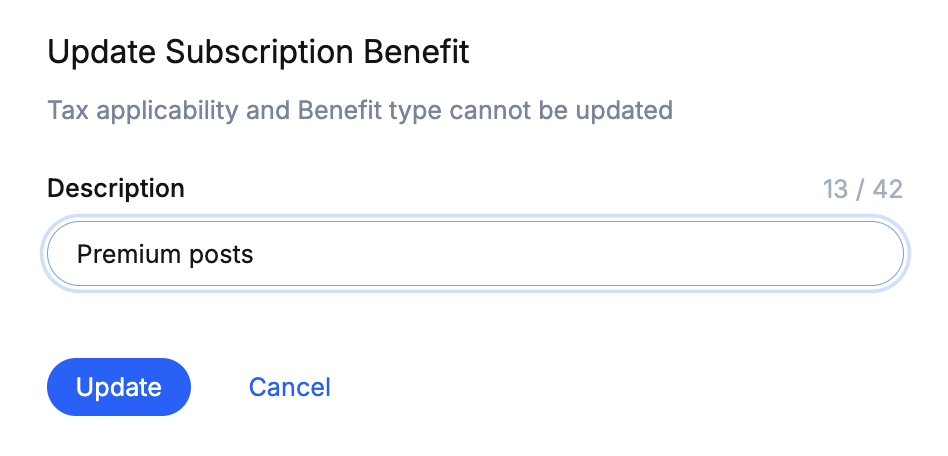 Update Subscription Benefit
Tax applicability and Benefit type cannot be updated
Description 13 / 42
Premium posts
Update Cancel